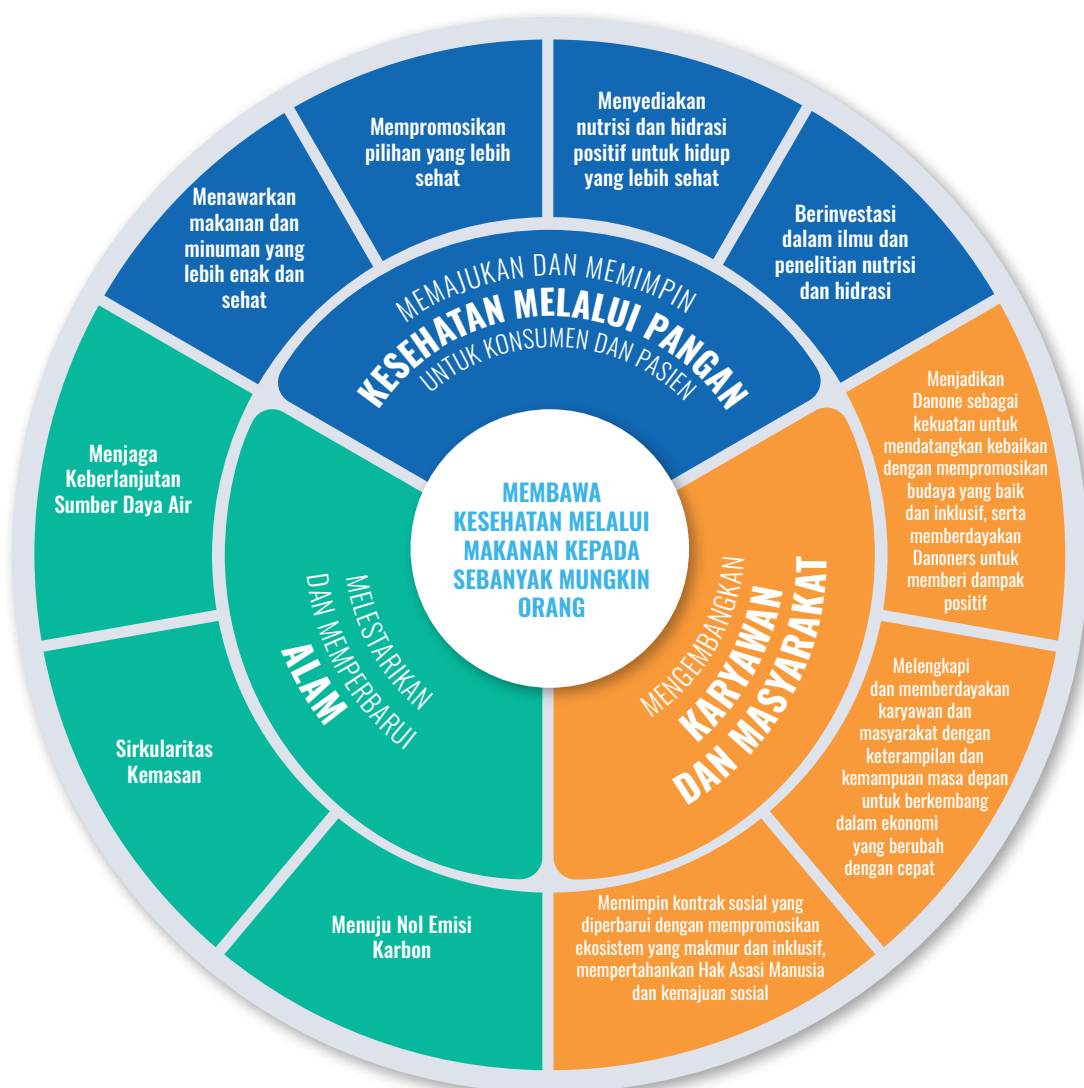 Mempromosikan
pilihan yang lebih
sehat
Menyediakan
nutrisi dan hidrasi
positif untuk hidup
yang lebih sehat
Menawarkan
makanan dan
minuman yang
lebih enak dan
sehat
Berinvestasi
dalam ilmu dan
penelitian nutrisi
dan hidrasi
MEMAJUKAN DAN MEMIMPIN
KESEHATAN MELALUI PANGAN
UNTUK KONSUMEN DAN PASIEN
Menjaga
Keberlanjutan
Sumber Daya Air
MEMBAWA
KESEHATAN MELALUI
MAKANAN KEPADA
SEBANYAK MUNGKIN
ORANG
Menjadikan
Danone sebagai
kekuatan untuk
mendatangkan kebaikan
dengan mempromosikan
budaya yang baik
dan inklusif, serta
memberdayakan
Danoners untuk
memberi dampak
positif
MELESTARIKAN
DAN MEMPERBARUI
ALAM
MENGEMBANGKAN
KARYAWAN
DAN MASYARAKAT
Sirkularitas
Kemasan
Melengkapi
dan memberdayakan
karyawan dan
masyarakat dengan
keterampilan dan
kemampuan masa depan
untuk berkembang
dalam ekonomi
yang berubah
dengan cepat
Menuju Nol Emisi
Karbon
Memimpin kontrak sosial yang
diperbarui dengan mempromosikan
ekosistem yang makmur dan inklusif,
mempertahankan Hak Asasi Manusia
dan kemajuan sosial